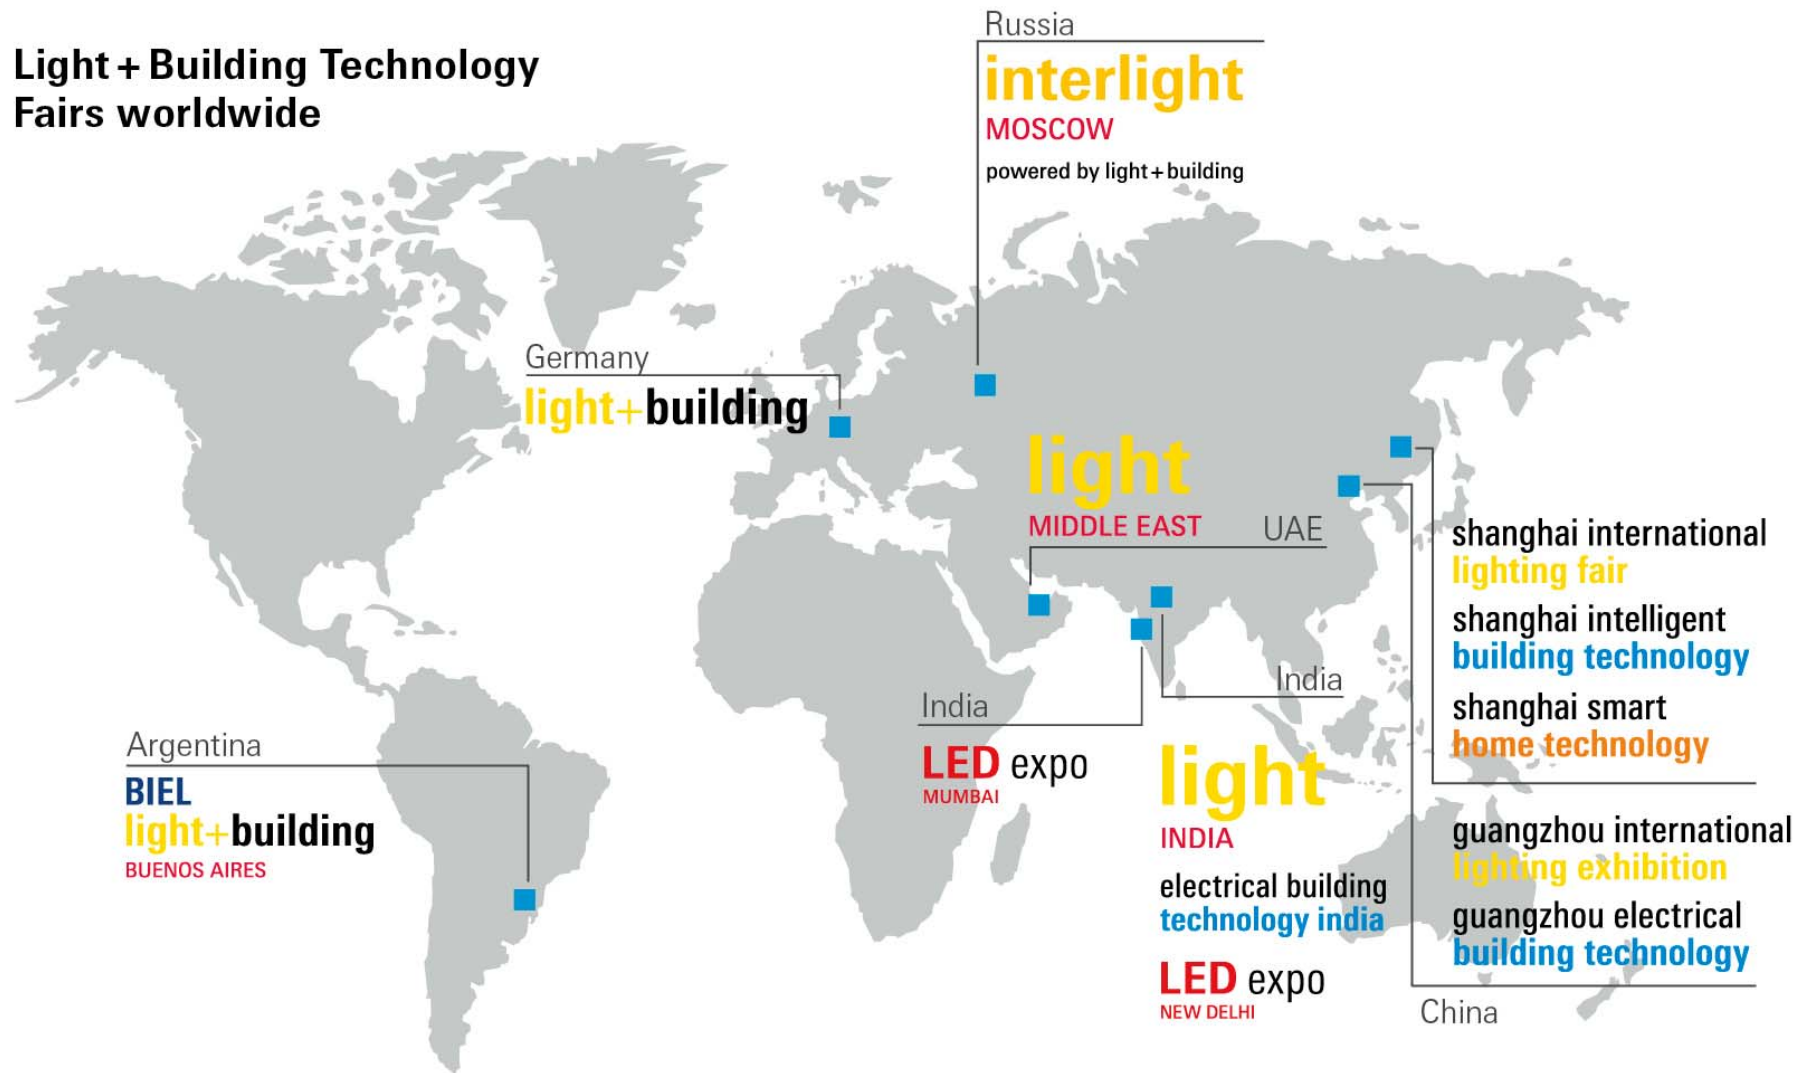 Light + Building Technology
Fairs worldwide
Russia
interlight
MOSCOW
powered by light + building
Germany
light+building
light
MIDDLE EAST
UAE
shanghai international
lighting fair
shanghai intelligent
building technology
shanghai smart
home technology
India
India
LED expo
MUMBAI
light
INDIA
electrical building
technology india
LED expo
NEW DELHI
Argentina
BIEL
light+building
BUENOS AIRES
guangzhou international
lighting exhibition
guangzhou electrical
building technology
China